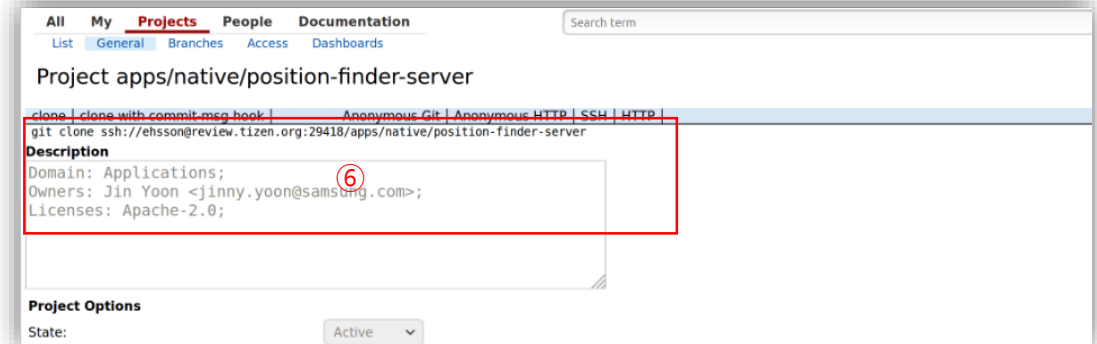 All My Projects People Documentation Search term
List General Branches Access Dashboards
Project apps/native/position-finder-server
clone | clone with commit-msg hook | Anonymous Git | Anonymous HTTP | SSH | HTTP |
git clone ssh://ehsson@review.tizen.org:29418/apps/native/position-finder-server
Description
Domain: Applications;
⑥
Owners: Jin Yoon <jinny.yoon@samsung.com>;
Licenses: Apache-2.0;
Project Options
State: Active